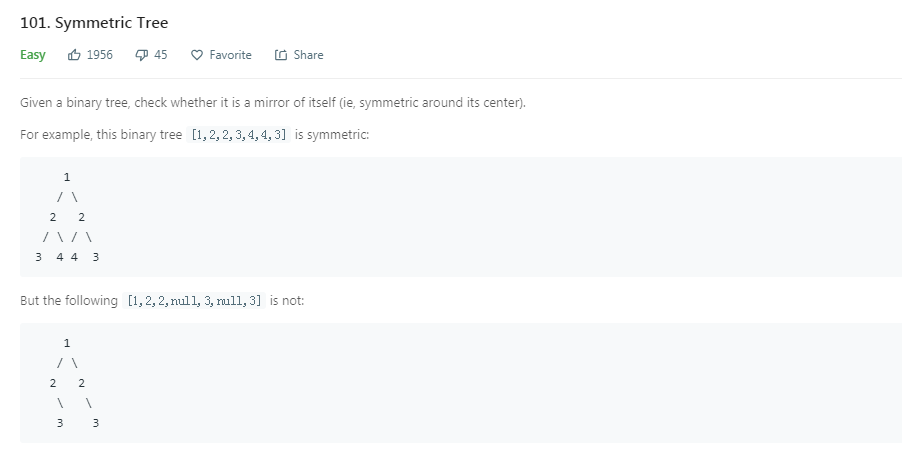 101. Symmetric Tree
Easy 1956 45 Favorite Share
Given a binary tree, check whether it is a mirror of itself (ie, symmetric around its center).
For example, this binary tree [1,2,2,3,4,4,3] is symmetric:
    1
   / \
  2   2
 / \ / \
3  4 4  3
But the following [1,2,2,null,3,null,3] is not:
    1
   / \
  2   2
   \   \
   3    3